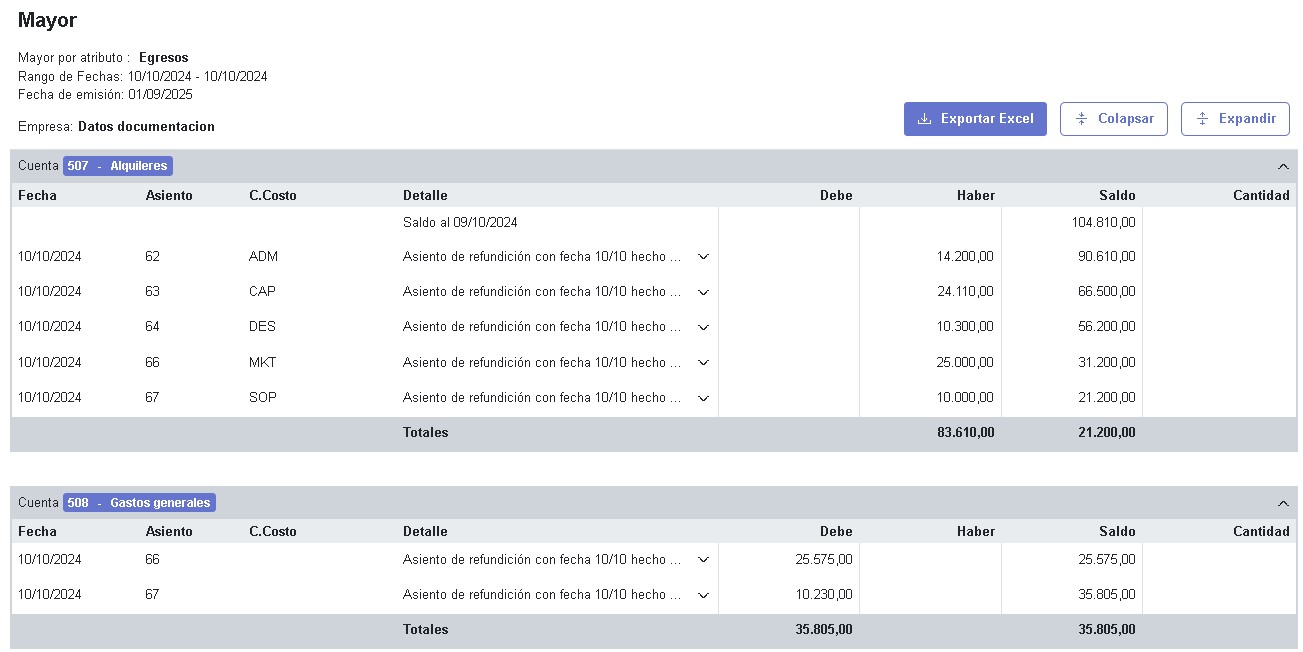 Mayor
Mayor por atributo : Egresos
Rango de Fechas: 10/10/2024 - 10/10/2024
Fecha de emisión: 01/09/2025
Empresa: Datos documentacion
Exportar Excel Colapsar Expandir
Cuenta 507 - Alquileres
Fecha Asiento C.Costo Detalle Debe Haber Saldo Cantidad
Saldo al 09/10/2024 104.810,00
10/10/2024 62 ADM Asiento de refundición con fecha 10/10 hecho ... 14.200,00 90.610,00
10/10/2024 63 CAP Asiento de refundición con fecha 10/10 hecho ... 24.110,00 66.500,00
10/10/2024 64 DES Asiento de refundición con fecha 10/10 hecho ... 10.300,00 56.200,00
10/10/2024 66 MKT Asiento de refundición con fecha 10/10 hecho ... 25.000,00 31.200,00
10/10/2024 67 SOP Asiento de refundición con fecha 10/10 hecho ... 10.000,00 21.200,00
Totales 83.610,00 21.200,00
Cuenta 508 - Gastos generales
Fecha Asiento C.Costo Detalle Debe Haber Saldo Cantidad
10/10/2024 66 Asiento de refundición con fecha 10/10 hecho ... 25.575,00 25.575,00
10/10/2024 67 Asiento de refundición con fecha 10/10 hecho ... 10.230,00 35.805,00
Totales 35.805,00 35.805,00